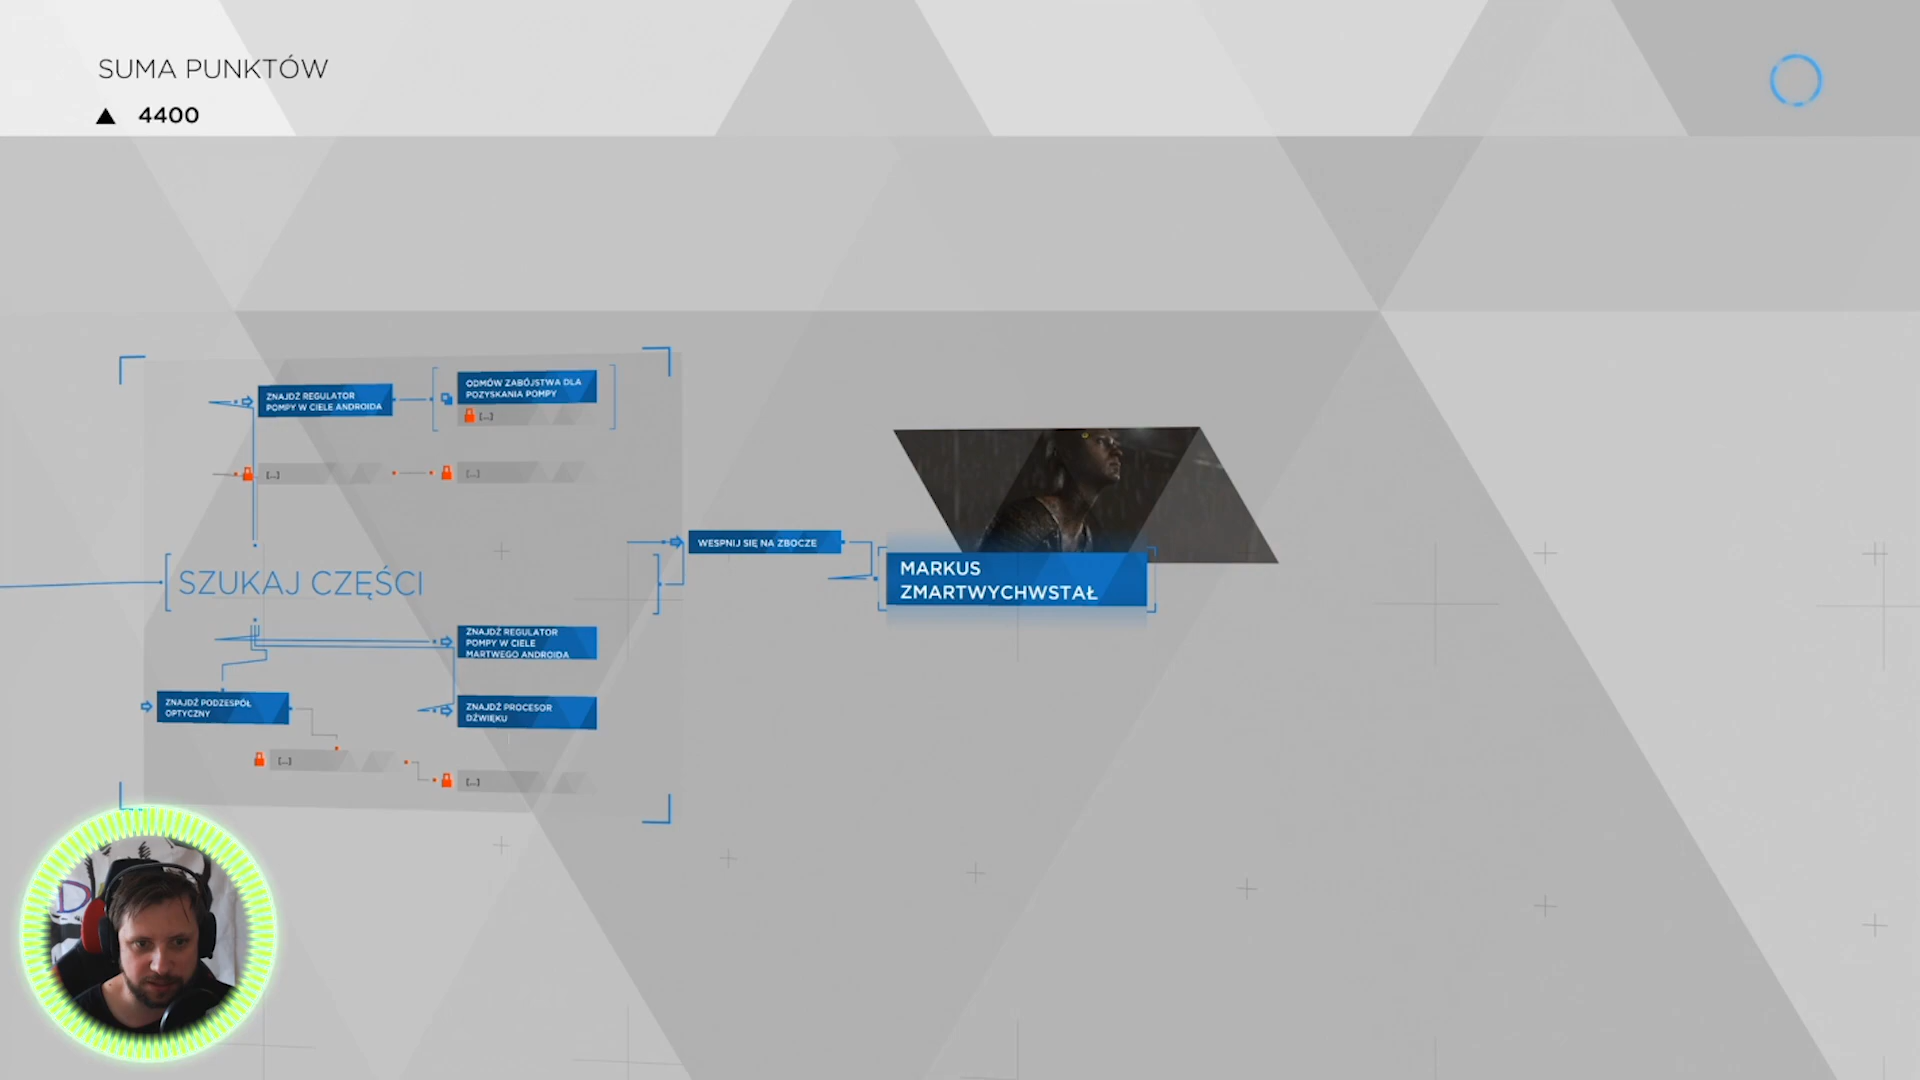 SUMA PUNKTÓW
4400
ZNAJDŹ REGULATOR
POMPY W CIELE ANDROIDA
ODMÓW ZABÓJSTWA DLA
POZYSKANIA POMPY
[...]
[...]
[...]
WESPNIJ SIĘ NA ZBOCZE
SZUKAJ CZĘŚCI
MARKUS
ZMARTWYCHWSTAŁ
ZNAJDŹ REGULATOR
POMPY W CIELE
MARTWEGO ANDROIDA
ZNAJDŹ PODZESPÓŁ
OPTYCZNY
ZNAJDŹ PROCESOR
DŹWIĘKU
[...]
[...]
D